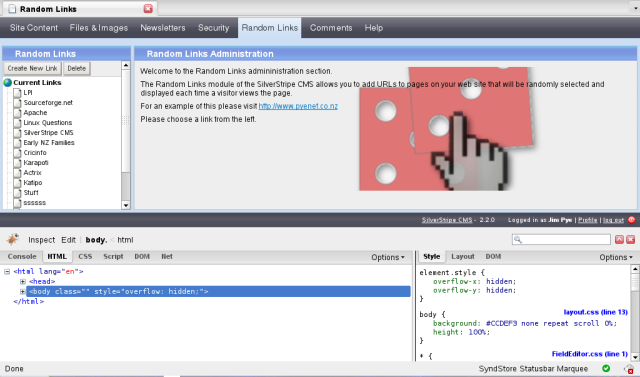 Random Links
Site Content Files & Images Newsletters Security Random Links Comments Help
Random Links
Create New Link Delete
Current Links
LPI
Sourceforge.net
Apache
Linux Questions
SilverStripe CMS
Early NZ Families
Cricinfo
Karapoti
Actrix
Katipo
Stuff
ssssss
Random Links Administration
Welcome to the Random Links admininistration section.
The Random Links module of the SilverStripe CMS allows you to add URLs to pages on your web site that will be randomly selected and
displayed each time a visitor views the page.
For an example of this please visit http://www.pyenet.co.nz
Please choose a link from the left.
SilverStripe CMS - 2.2.0 Logged in as Jim Pye | Profile | log out
Inspect Edit | body. < html
Console HTML CSS Script DOM Net Options
<html lang="en">
<head>
<body class="" style="overflow: hidden;">
</html>
Style Layout DOM Options
element.style {
overflow-x: hidden;
overflow-y: hidden;
}
layout.css (line 13)
body {
background: #CCDEF3 none repeat scroll 0%;
height: 100%;
}
FieldEditor.css (line 1)
* {
Done SyndStore Statusbar Marquee